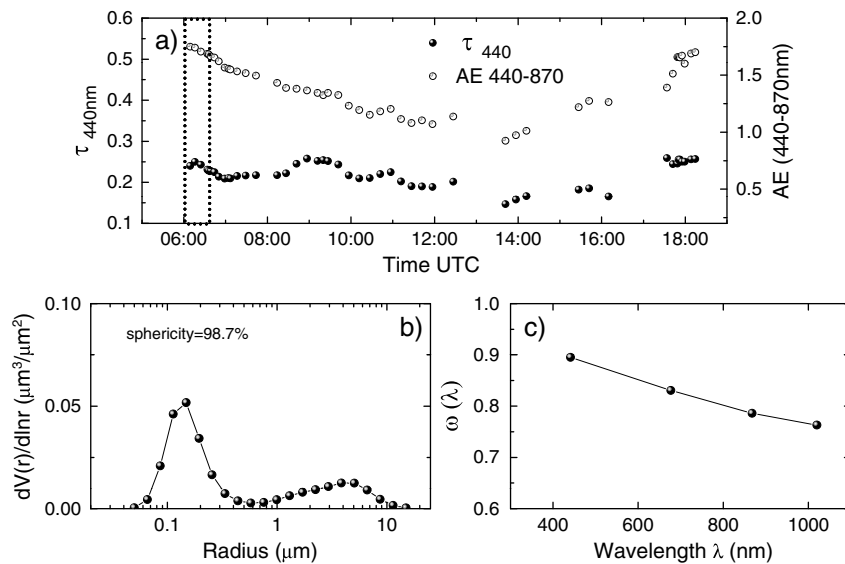 a)
τ 440
AE 440-870
0.6
0.5
0.4
0.3
0.2
0.1
τ 440nm
2.0
1.5
1.0
0.5
AE (440-870nm)
06:00 08:00 10:00 12:00 14:00 16:00 18:00
Time UTC
b)
sphericity=98.7%
0.10
0.05
0.00
dV(r)/dlnr (μm³/μm²)
0.1 1 10
Radius (μm)
c)
1.0
0.9
0.8
0.7
0.6
ω (λ)
400 600 800 1000
Wavelength λ (nm)